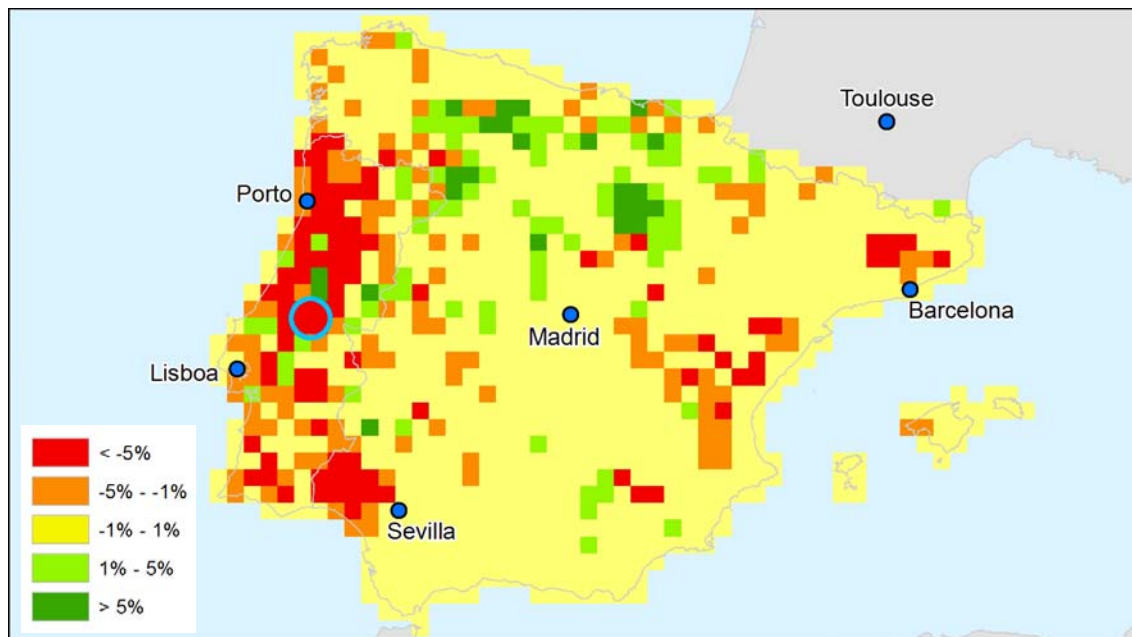 Toulouse
Porto
Barcelona
Madrid
Lisboa
Sevilla
< -5%
-5% - -1%
-1% - 1%
1% - 5%
> 5%